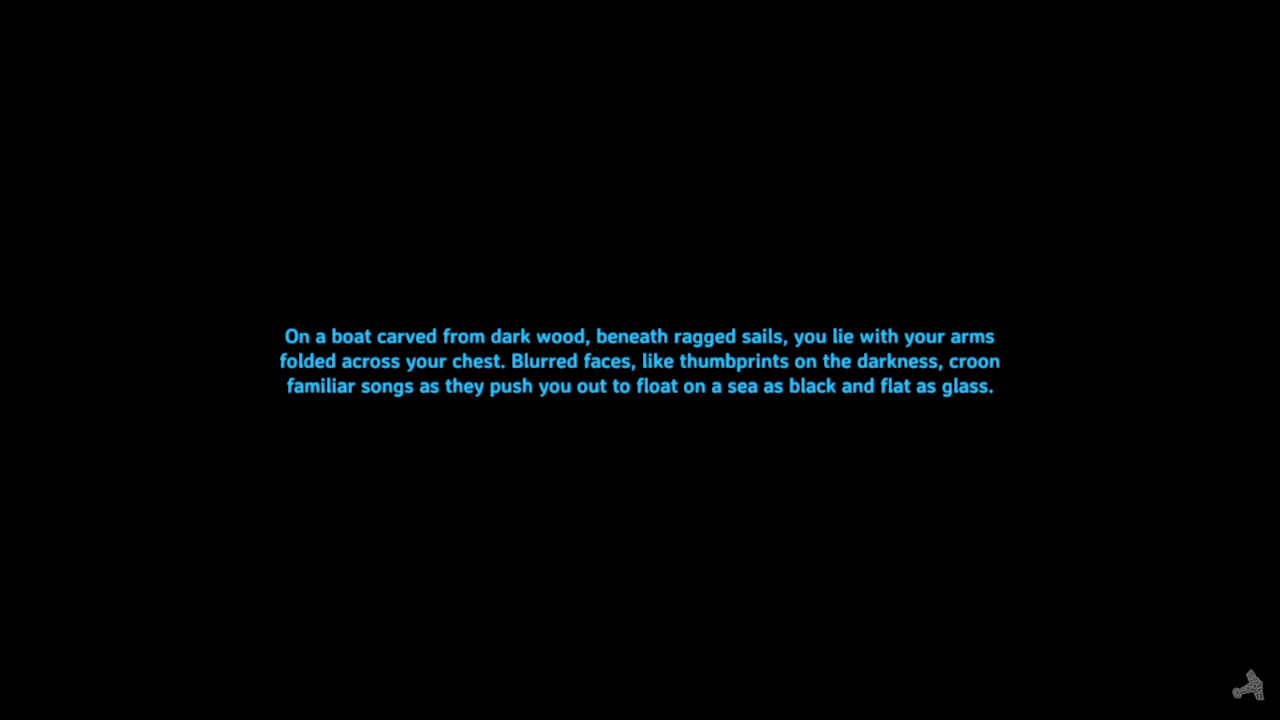 On a boat carved from dark wood, beneath ragged sails, you lie with your arms
folded across your chest. Blurred faces, like thumbprints on the darkness, croon
familiar songs as they push you out to float on a sea as black and flat as glass.